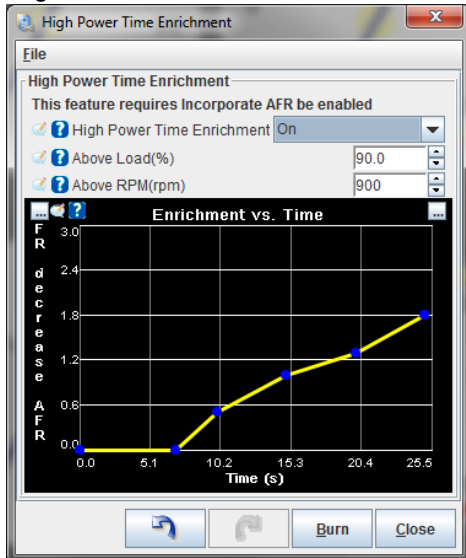 High Power Time Enrichment
File
High Power Time Enrichment
This feature requires Incorporate AFR be enabled
High Power Time Enrichment On
Above Load(%) 90.0
Above RPM(rpm) 900
... ? Enrichment vs. Time ...
FR decrease AFR
3.0
2.4
1.8
1.2
0.6
0.0
0.0 5.1 10.2 15.3 20.4 25.5
Time (s)
Burn Close